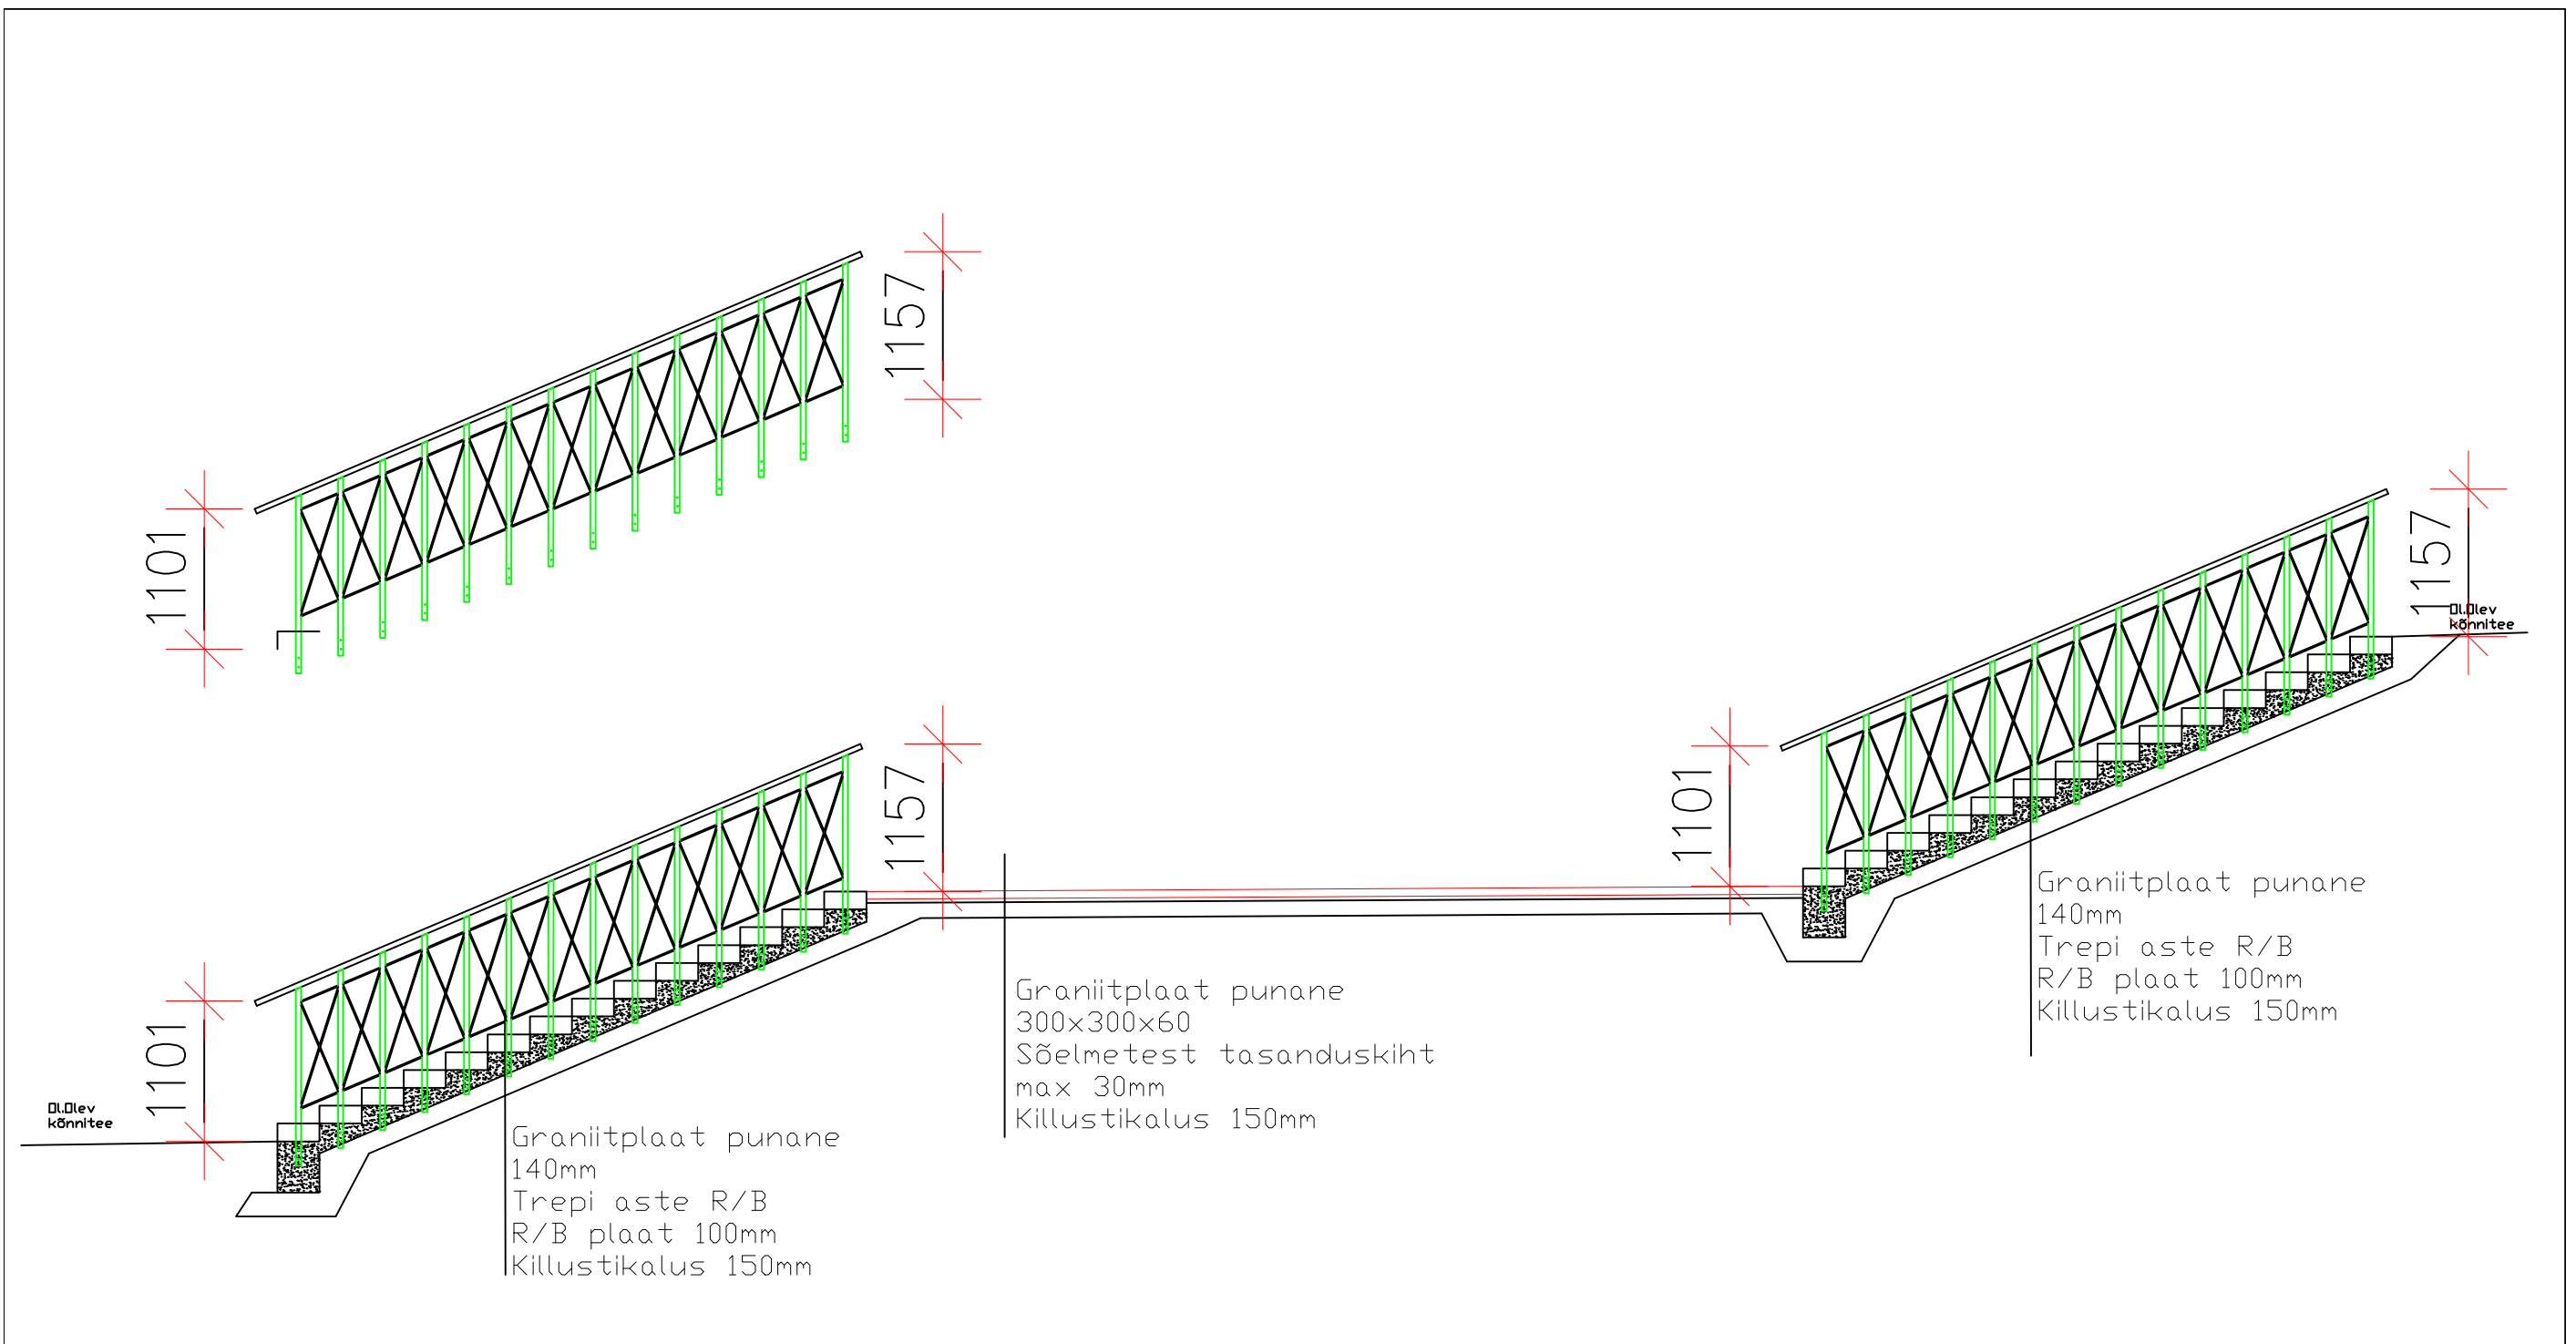 1157
1101
1157
Ol.Olev
kõnnitee
1157
1101
1101
Ol.Olev
kõnnitee
Graniitplaat punane
140mm
Trepi aste R/B
R/B plaat 100mm
Killustikalus 150mm
Graniitplaat punane
300x300x60
Sõelmetest tasanduskiht
max 30mm
Killustikalus 150mm
Graniitplaat punane
140mm
Trepi aste R/B
R/B plaat 100mm
Killustikalus 150mm